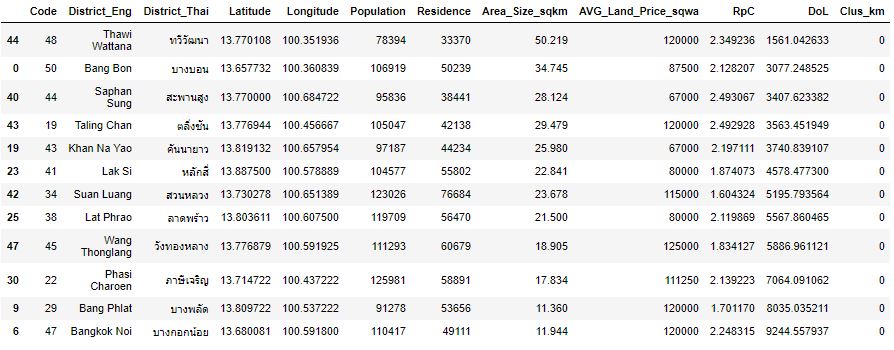 Code District_Eng District_Thai Latitude Longitude Population Residence Area_Size_sqkm AVG_Land_Price_sqwa RpC DoL Clus_km
44 48 Thawi Wattana ทวีวัฒนา 13.770108 100.351936 78394 33370 50.219 120000 2.349236 1561.042633 0
0 50 Bang Bon บางบอน 13.657732 100.360839 106919 50239 34.745 87500 2.128207 3077.248525 0
40 44 Saphan Sung สะพานสูง 13.770000 100.684722 95836 38441 28.124 67000 2.493067 3407.623382 0
43 19 Taling Chan ตลิ่งชัน 13.776944 100.456667 105047 42138 29.479 120000 2.492928 3563.451949 0
19 43 Khan Na Yao คันนายาว 13.819132 100.657954 97187 44234 25.980 67000 2.197111 3740.839107 0
23 41 Lak Si หลักสี่ 13.887500 100.578889 104577 55802 22.841 80000 1.874073 4578.477300 0
42 34 Suan Luang สวนหลวง 13.730278 100.651389 123026 76684 23.678 115000 1.604324 5195.793564 0
25 38 Lat Phrao ลาดพร้าว 13.803611 100.607500 119709 56470 21.500 80000 2.119869 5567.860465 0
47 45 Wang Thonglang วังทองหลาง 13.776879 100.591925 111293 60679 18.905 125000 1.834127 5886.961121 0
30 22 Phasi Charoen ภาษีเจริญ 13.714722 100.437222 125981 58891 17.834 111250 2.139223 7064.091062 0
9 29 Bang Phlat บางพลัด 13.809722 100.537222 91278 53656 11.360 120000 1.701170 8035.035211 0
6 47 Bangkok Noi บางกอกน้อย 13.680081 100.591800 110417 49111 11.944 120000 2.248315 9244.557937 0